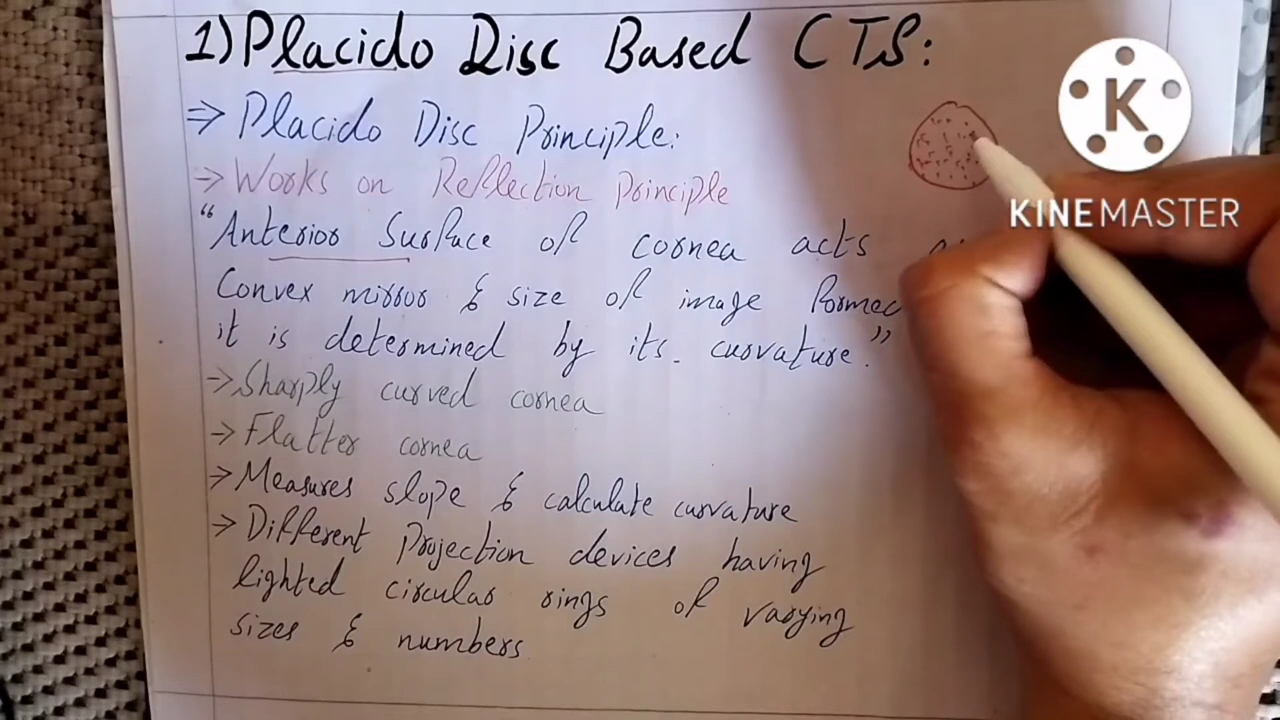 1) Placido Disc Based CTS:
⇒ Placido Disc Principle:
→ Works on Reflection Principle
"Anterior Surface of cornea acts
Convex mirror & size of image formed
it is determined by its curvature."
→ Sharply curved cornea
→ Flatter cornea
→ Measures slope & calculate curvature
→ Different Projection devices having
lighted circular rings of varying
sizes & numbers
K
KINEMASTER